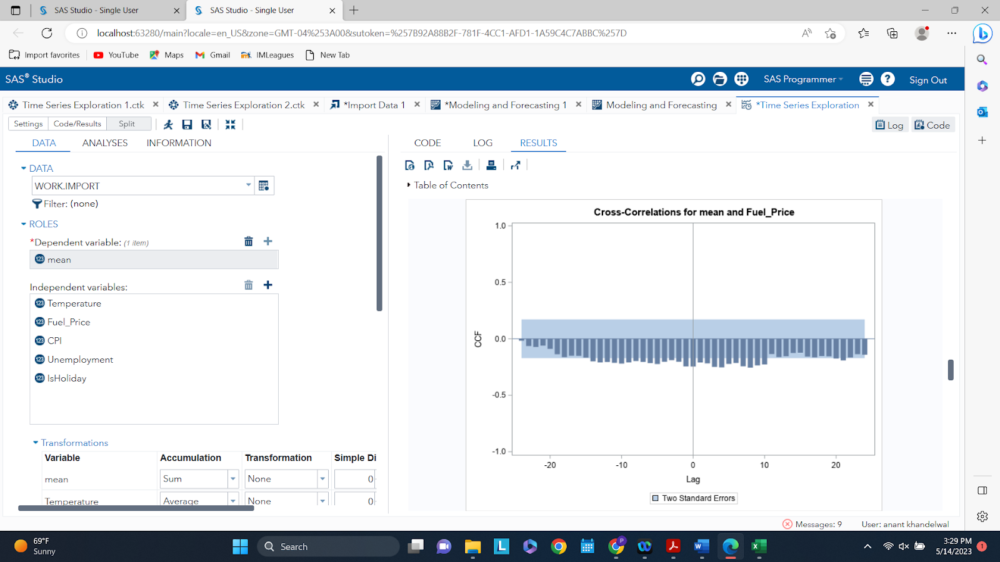 SAS Studio - Single User
SAS Studio - Single User
localhost:63280/main?locale=en_US&zone=GMT-04%253A00&sutoken=%257B92A88B2F-781F-4CC1-AFD1-1A59C4C7ABBC%257D
Import favorites YouTube Maps Gmail IMLeagues New Tab
SAS® Studio SAS Programmer Sign Out
Time Series Exploration 1.ctk Time Series Exploration 2.ctk *Import Data 1 *Modeling and Forecasting 1 Modeling and Forecasting *Time Series Exploration
Settings Code/Results Split Log Code
DATA ANALYSES INFORMATION
DATA
WORK.IMPORT
Filter: (none)
ROLES
*Dependent variable: (1 item)
123 mean
Independent variables:
123 Temperature
123 Fuel_Price
123 CPI
123 Unemployment
123 IsHoliday
Transformations
Variable Accumulation Transformation Simple Di
mean Sum None 0
Temperature Average None 0
CODE LOG RESULTS
Table of Contents
Cross-Correlations for mean and Fuel_Price
1.0
0.5
0.0
-0.5
-1.0
CCF
-20 -10 0 10 20
Lag
Two Standard Errors
Messages: 9 User: anant khandelwal
69°F
Sunny
Search
3:29 PM
5/14/2023
1